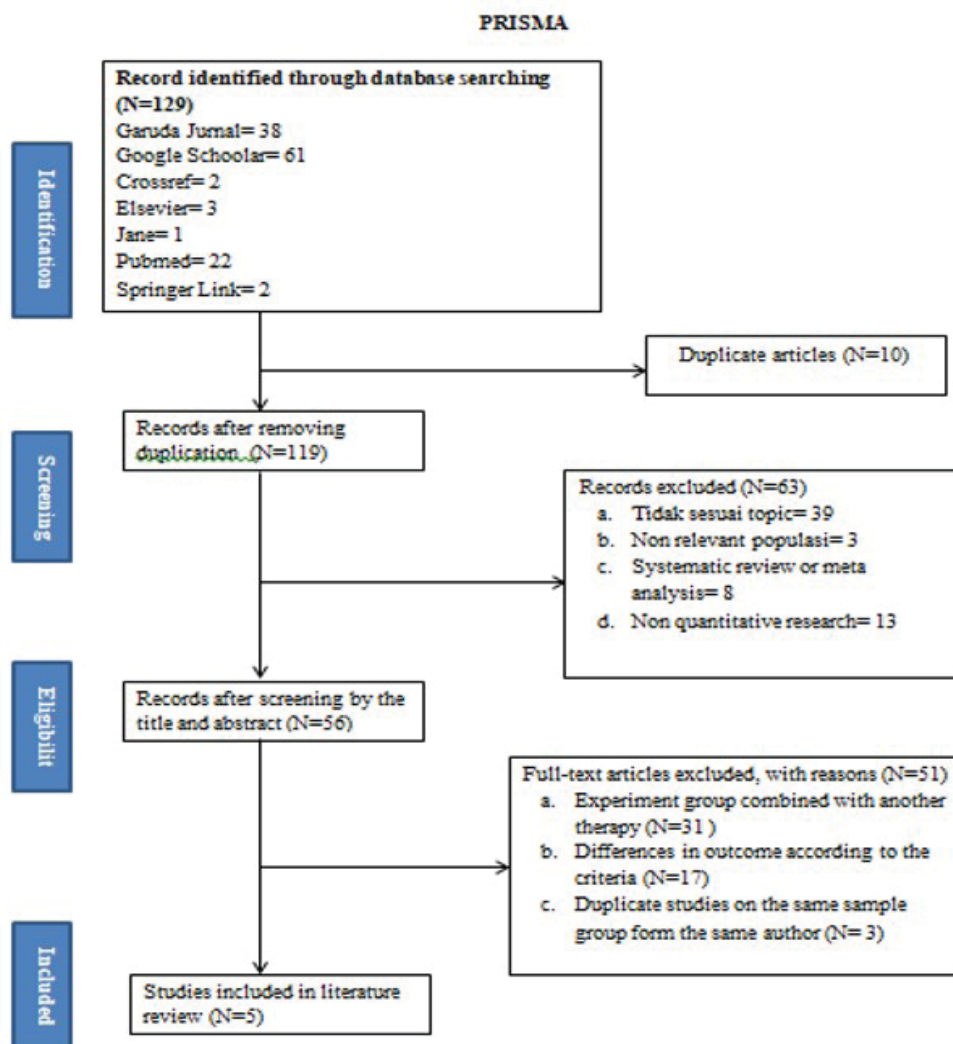 PRISMA
Record identified through database searching
(N=129)
Garuda Jurnal= 38
Google Schoolar= 61
Crossref= 2
Elsevier= 3
Jane= 1
Pubmed= 22
Springer Link= 2
Identification
Duplicate articles (N=10)
Records after removing
duplication. (N=119)
Screening
Records excluded (N=63)
a. Tidak sesuai topic= 39
b. Non relevant populasi= 3
c. Systematic review or meta
analysis= 8
d. Non quantitative research= 13
Eligibilit
Records after screening by the
title and abstract (N=56)
Full-text articles excluded, with reasons (N=51)
a. Experiment group combined with another
therapy (N=31 )
b. Differences in outcome according to the
criteria (N=17)
c. Duplicate studies on the same sample
group form the same author (N= 3)
Included
Studies included in literature
review (N=5)